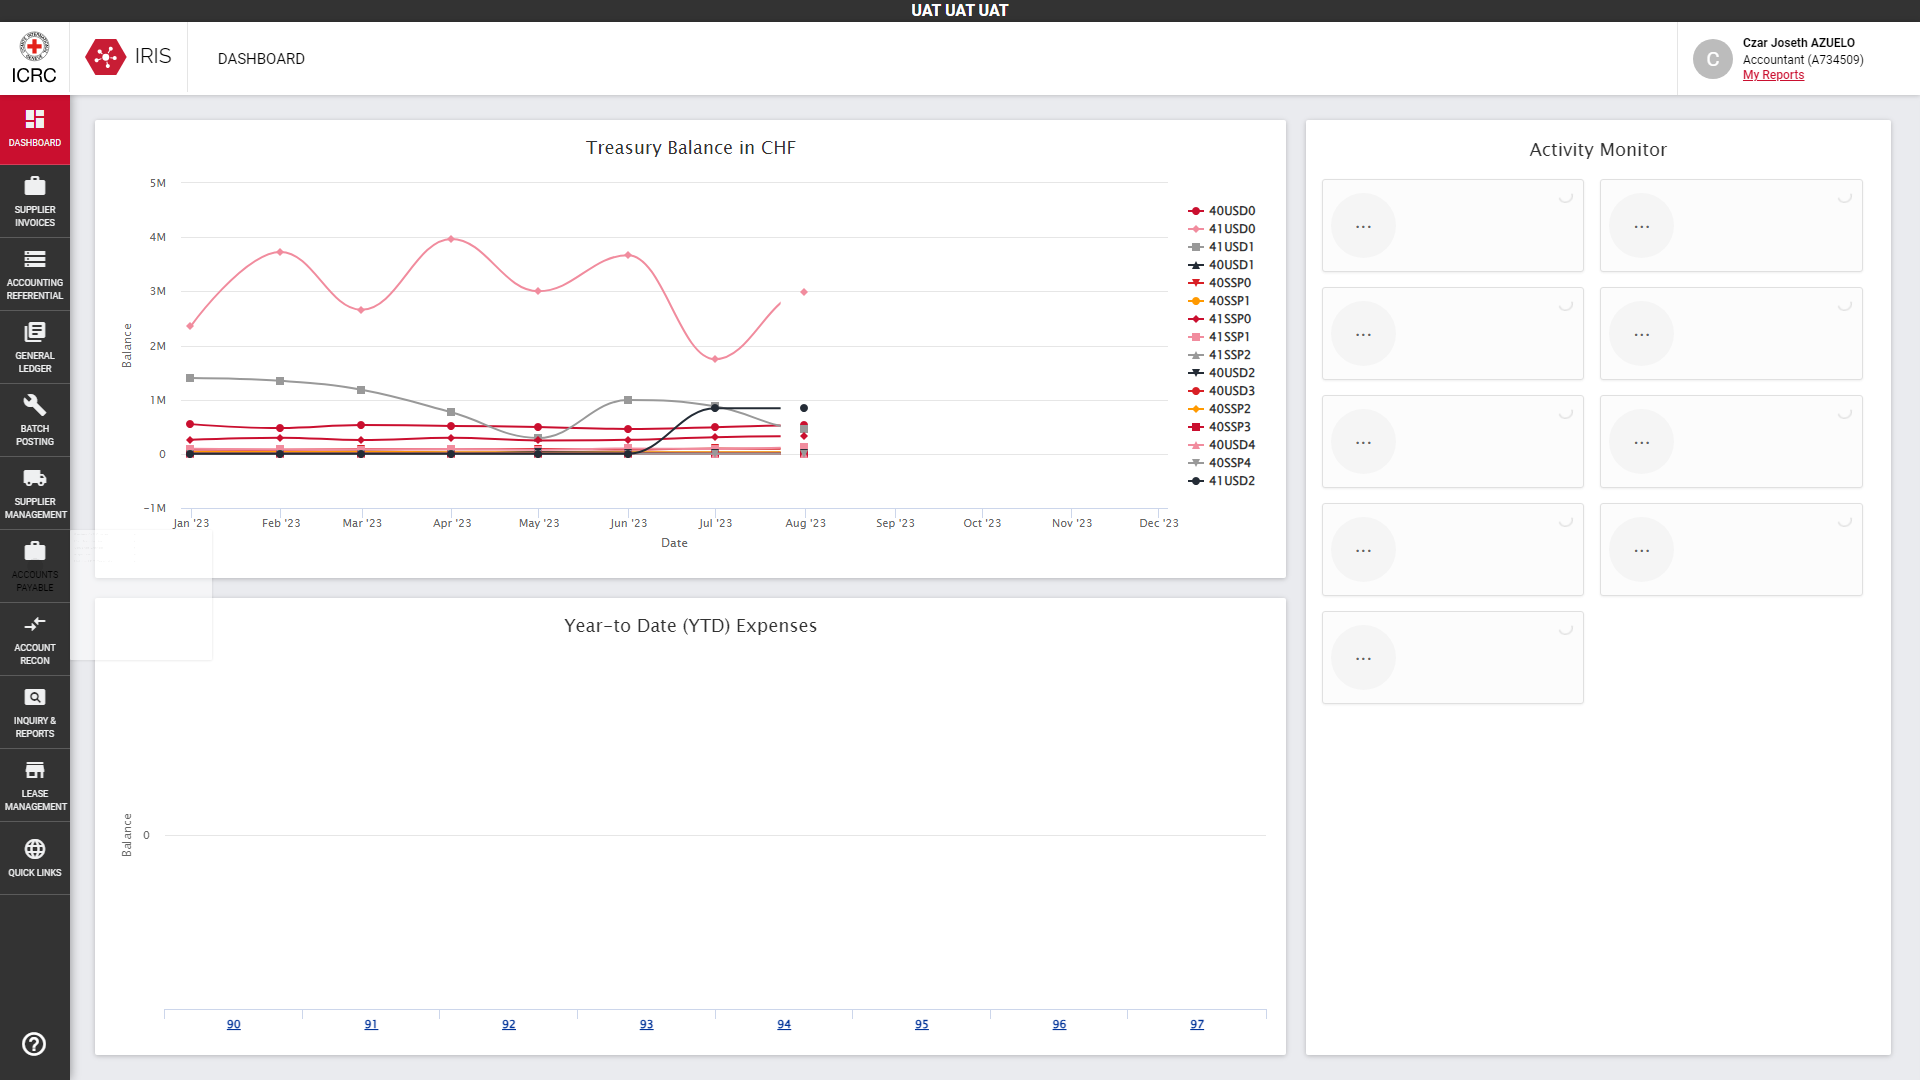 UAT UAT UAT
ICRC
IRIS
DASHBOARD
C
Czar Joseth AZUELO
Accountant (A734509)
My Reports
DASHBOARD
SUPPLIER
INVOICES
ACCOUNTING
REFERENTIAL
GENERAL
LEDGER
BATCH
POSTING
SUPPLIER
MANAGEMENT
ACCOUNTS
PAYABLE
ACCOUNT
RECON
INQUIRY &
REPORTS
LEASE
MANAGEMENT
QUICK LINKS
Treasury Balance in CHF
5M
4M
3M
2M
1M
0
-1M
Balance
Jan '23
Feb '23
Mar '23
Apr '23
May '23
Jun '23
Jul '23
Aug '23
Sep '23
Oct '23
Nov '23
Dec '23
Date
40USD0
41USD0
41USD1
40USD1
40SSP0
40SSP1
41SSP0
41SSP1
41SSP2
40USD2
40USD3
40SSP2
40SSP3
40USD4
40SSP4
41USD2
Year-to Date (YTD) Expenses
Balance
0
90
91
92
93
94
95
96
97
Activity Monitor
...
...
...
...
...
...
...
...
...